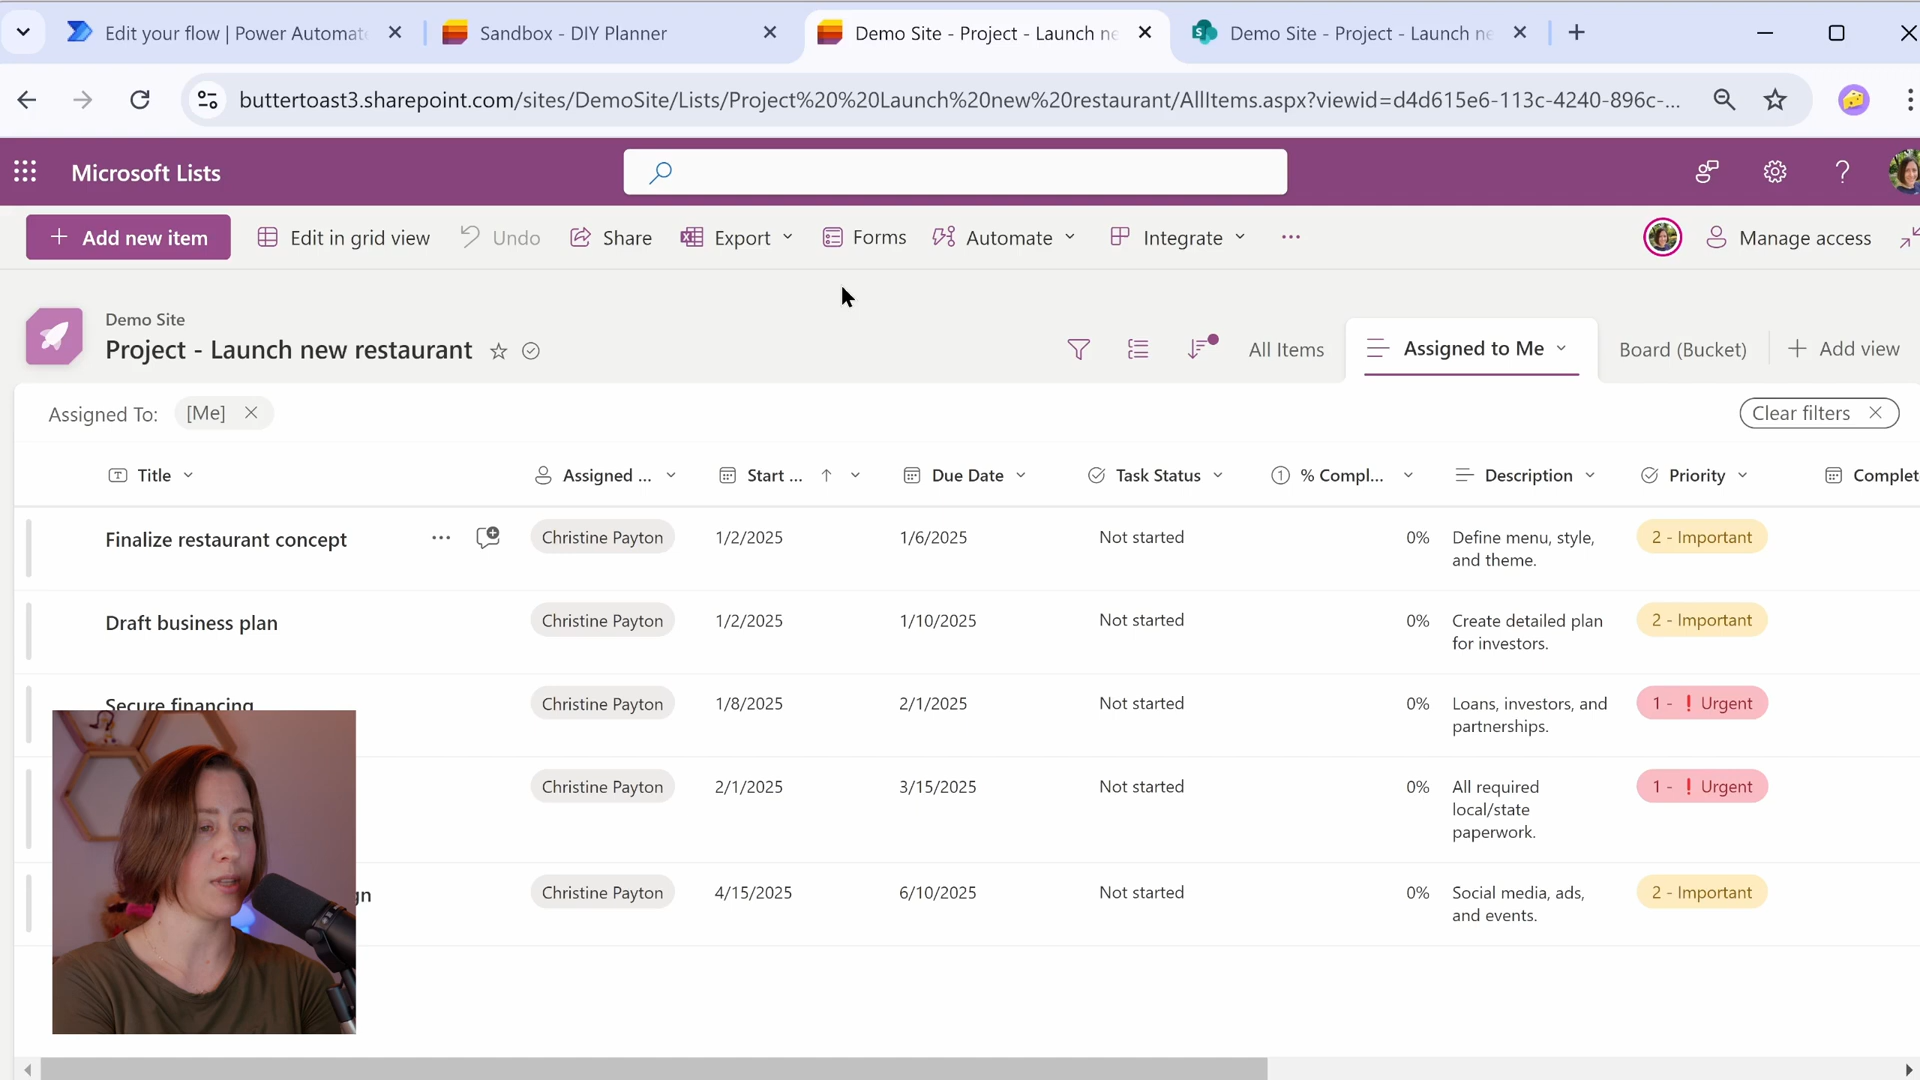 Edit your flow | Power Automate
Sandbox - DIY Planner
Demo Site - Project - Launch ne
Demo Site - Project - Launch ne
buttertoast3.sharepoint.com/sites/DemoSite/Lists/Project%20%20Launch%20new%20restaurant/AllItems.aspx?viewid=d4d615e6-113c-4240-896c-...
Microsoft Lists
Add new item
Edit in grid view
Undo
Share
Export
Forms
Automate
Integrate
Manage access
Demo Site
Project - Launch new restaurant
All Items
Assigned to Me
Board (Bucket)
Add view
Assigned To: [Me]
Clear filters
Title
Assigned ...
Start ...
Due Date
Task Status
% Compl...
Description
Priority
Complet
Finalize restaurant concept
Christine Payton
1/2/2025
1/6/2025
Not started
0%
Define menu, style,
and theme.
2 - Important
Draft business plan
Christine Payton
1/2/2025
1/10/2025
Not started
0%
Create detailed plan
for investors.
2 - Important
Secure financing
Christine Payton
1/8/2025
2/1/2025
Not started
0%
Loans, investors, and
partnerships.
1 - ❗ Urgent
Christine Payton
2/1/2025
3/15/2025
Not started
0%
All required
local/state
paperwork.
1 - ❗ Urgent
gn
Christine Payton
4/15/2025
6/10/2025
Not started
0%
Social media, ads,
and events.
2 - Important